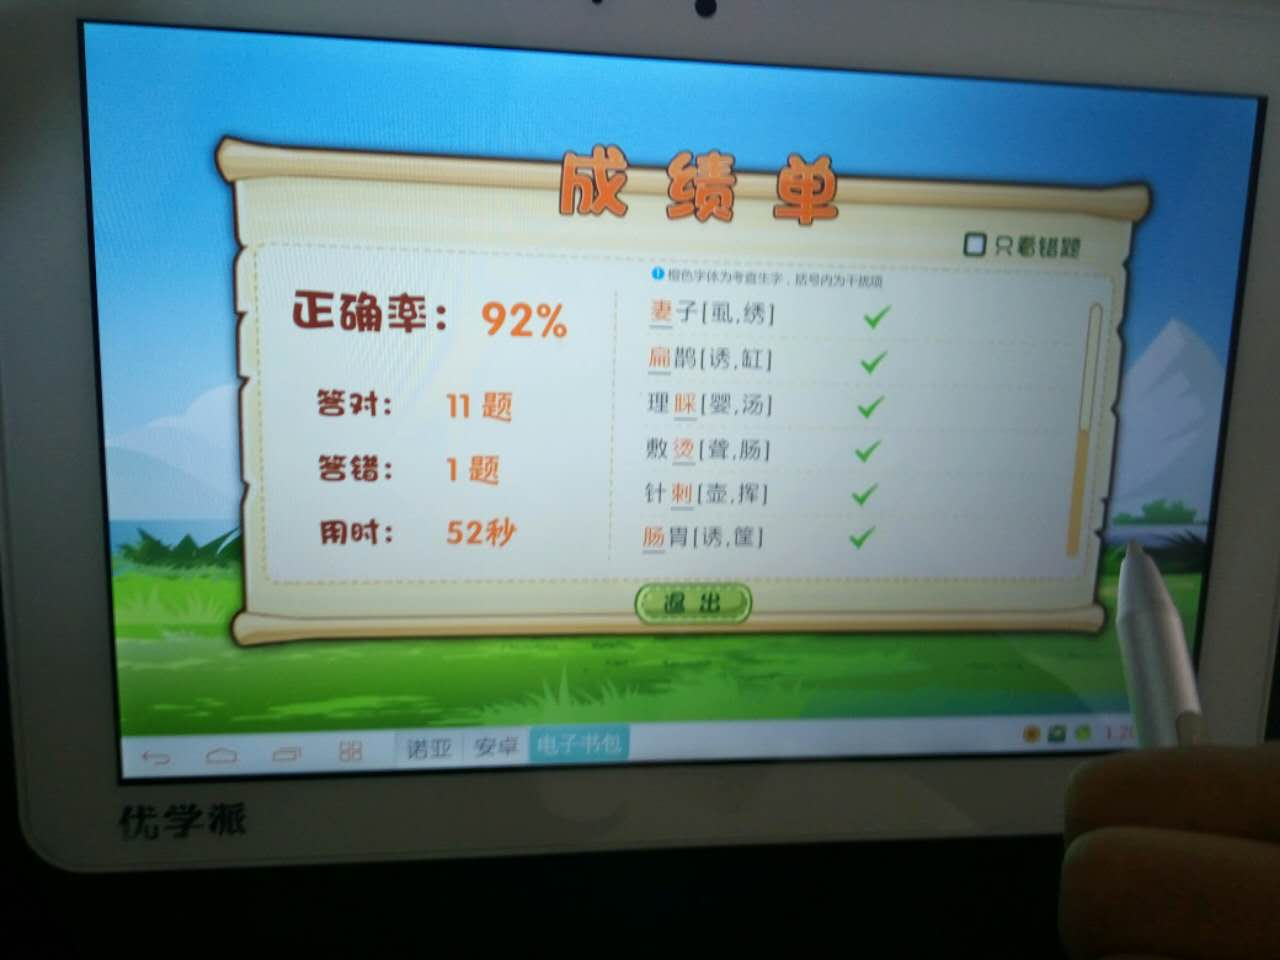 成绩单
只看错题
橙色字体为考查生字，括号内为干扰项
正确率：92%
答对：11题
答错：1题
用时：52秒
妻子[虱,绣]
扁鹊[诱,缸]
理睬[婴,汤]
敷烫[聋,肠]
针刺[壶,挥]
肠胃[诱,筐]
退出
诺亚 安卓 电子书包
优学派